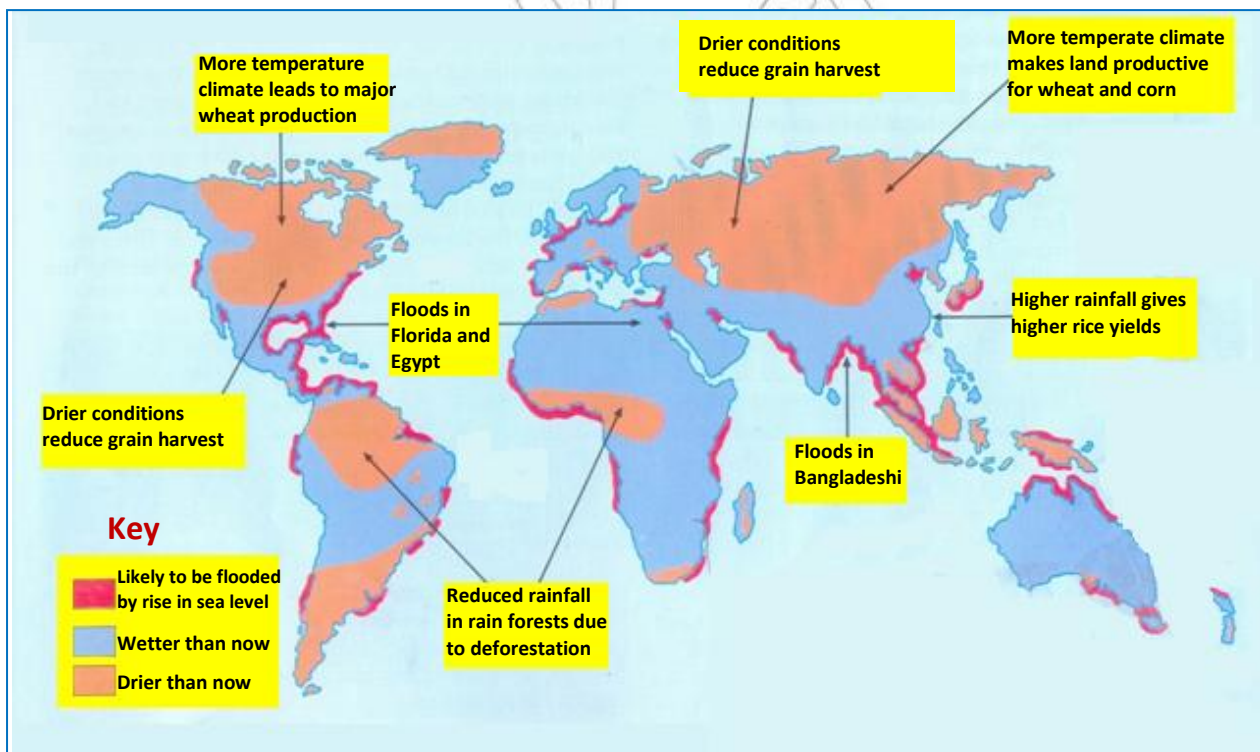 More temperature
climate leads to major
wheat production
Drier conditions
reduce grain harvest
More temperate climate
makes land productive
for wheat and corn
Floods in
Florida and
Egypt
Higher rainfall gives
higher rice yields
Drier conditions
reduce grain harvest
Floods in
Bangladeshi
Reduced rainfall
in rain forests due
to deforestation
Key
Likely to be flooded
by rise in sea level
Wetter than now
Drier than now